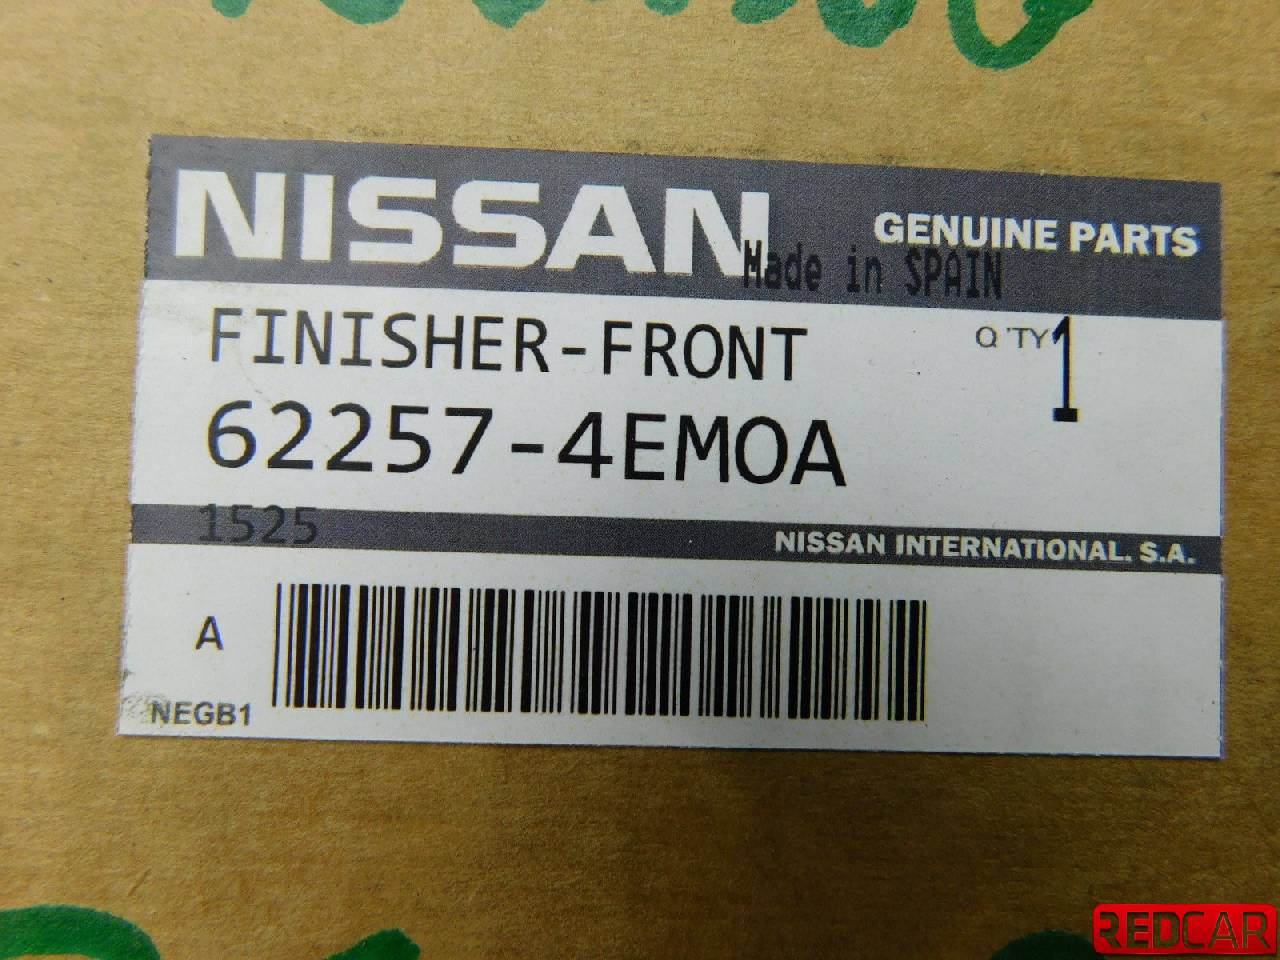 NISSAN
GENUINE PARTS
Made in SPAIN
FINISHER-FRONT
Q'TY 1
62257-4EM0A
1525
NISSAN INTERNATIONAL. S.A.
A
NEGB1
REDCAR